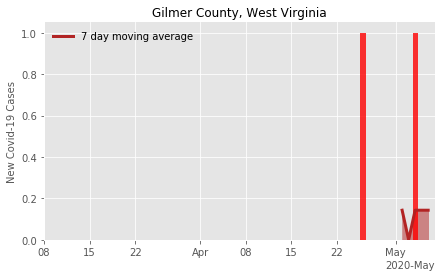 Gilmer County, West Virginia
7 day moving average
New Covid-19 Cases
1.0
0.8
0.6
0.4
0.2
0.0
08 15 22 Apr 08 15 22 May
2020-May